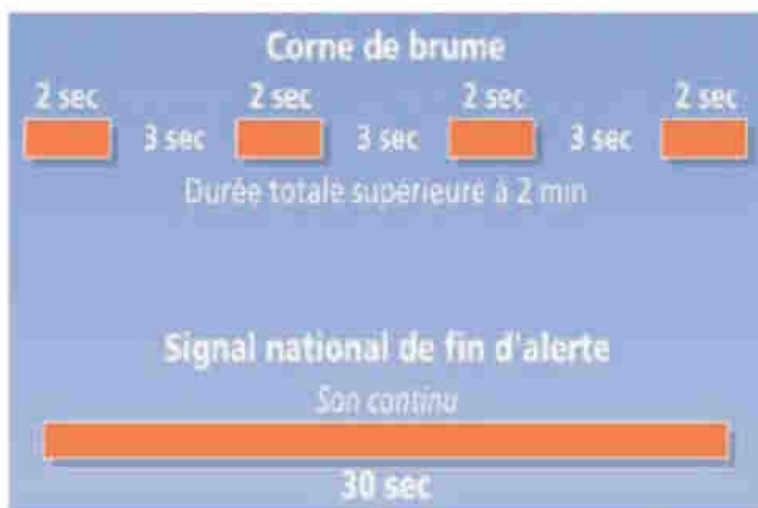 Corne de brume
2 sec 2 sec 2 sec 2 sec
3 sec 3 sec 3 sec
Durée totale supérieure à 2 min
Signal national de fin d'alerte
Son continu
30 sec